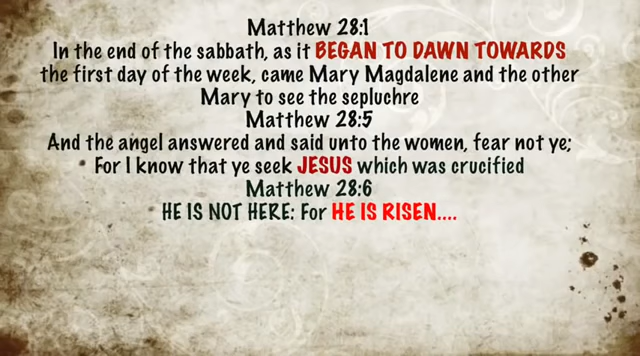 Matthew 28:1
In the end of the sabbath, as it BEGAN TO DAWN TOWARDS
the first day of the week, came Mary Magdalene and the other
Mary to see the sepluchre
Matthew 28:5
And the angel answered and said unto the women, fear not ye;
For I know that ye seek JESUS which was crucified
Matthew 28:6
HE IS NOT HERE: For HE IS RISEN....